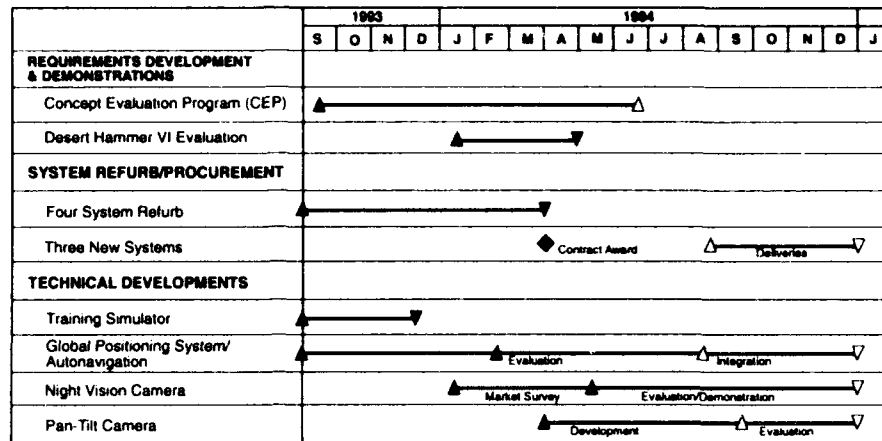 1993 1994
S O N D J F M A M J J A S O N D J
REQUIREMENTS DEVELOPMENT
& DEMONSTRATIONS
Concept Evaluation Program (CEP)
Desert Hammer VI Evaluation
SYSTEM REFURB/PROCUREMENT
Four System Refurb
Three New Systems Contract Award Deliveries
TECHNICAL DEVELOPMENTS
Training Simulator
Global Positioning System/
Autonavigation Evaluation Integration
Night Vision Camera Market Survey Evaluation/Demonstration
Pan-Tilt Camera Development Evaluation